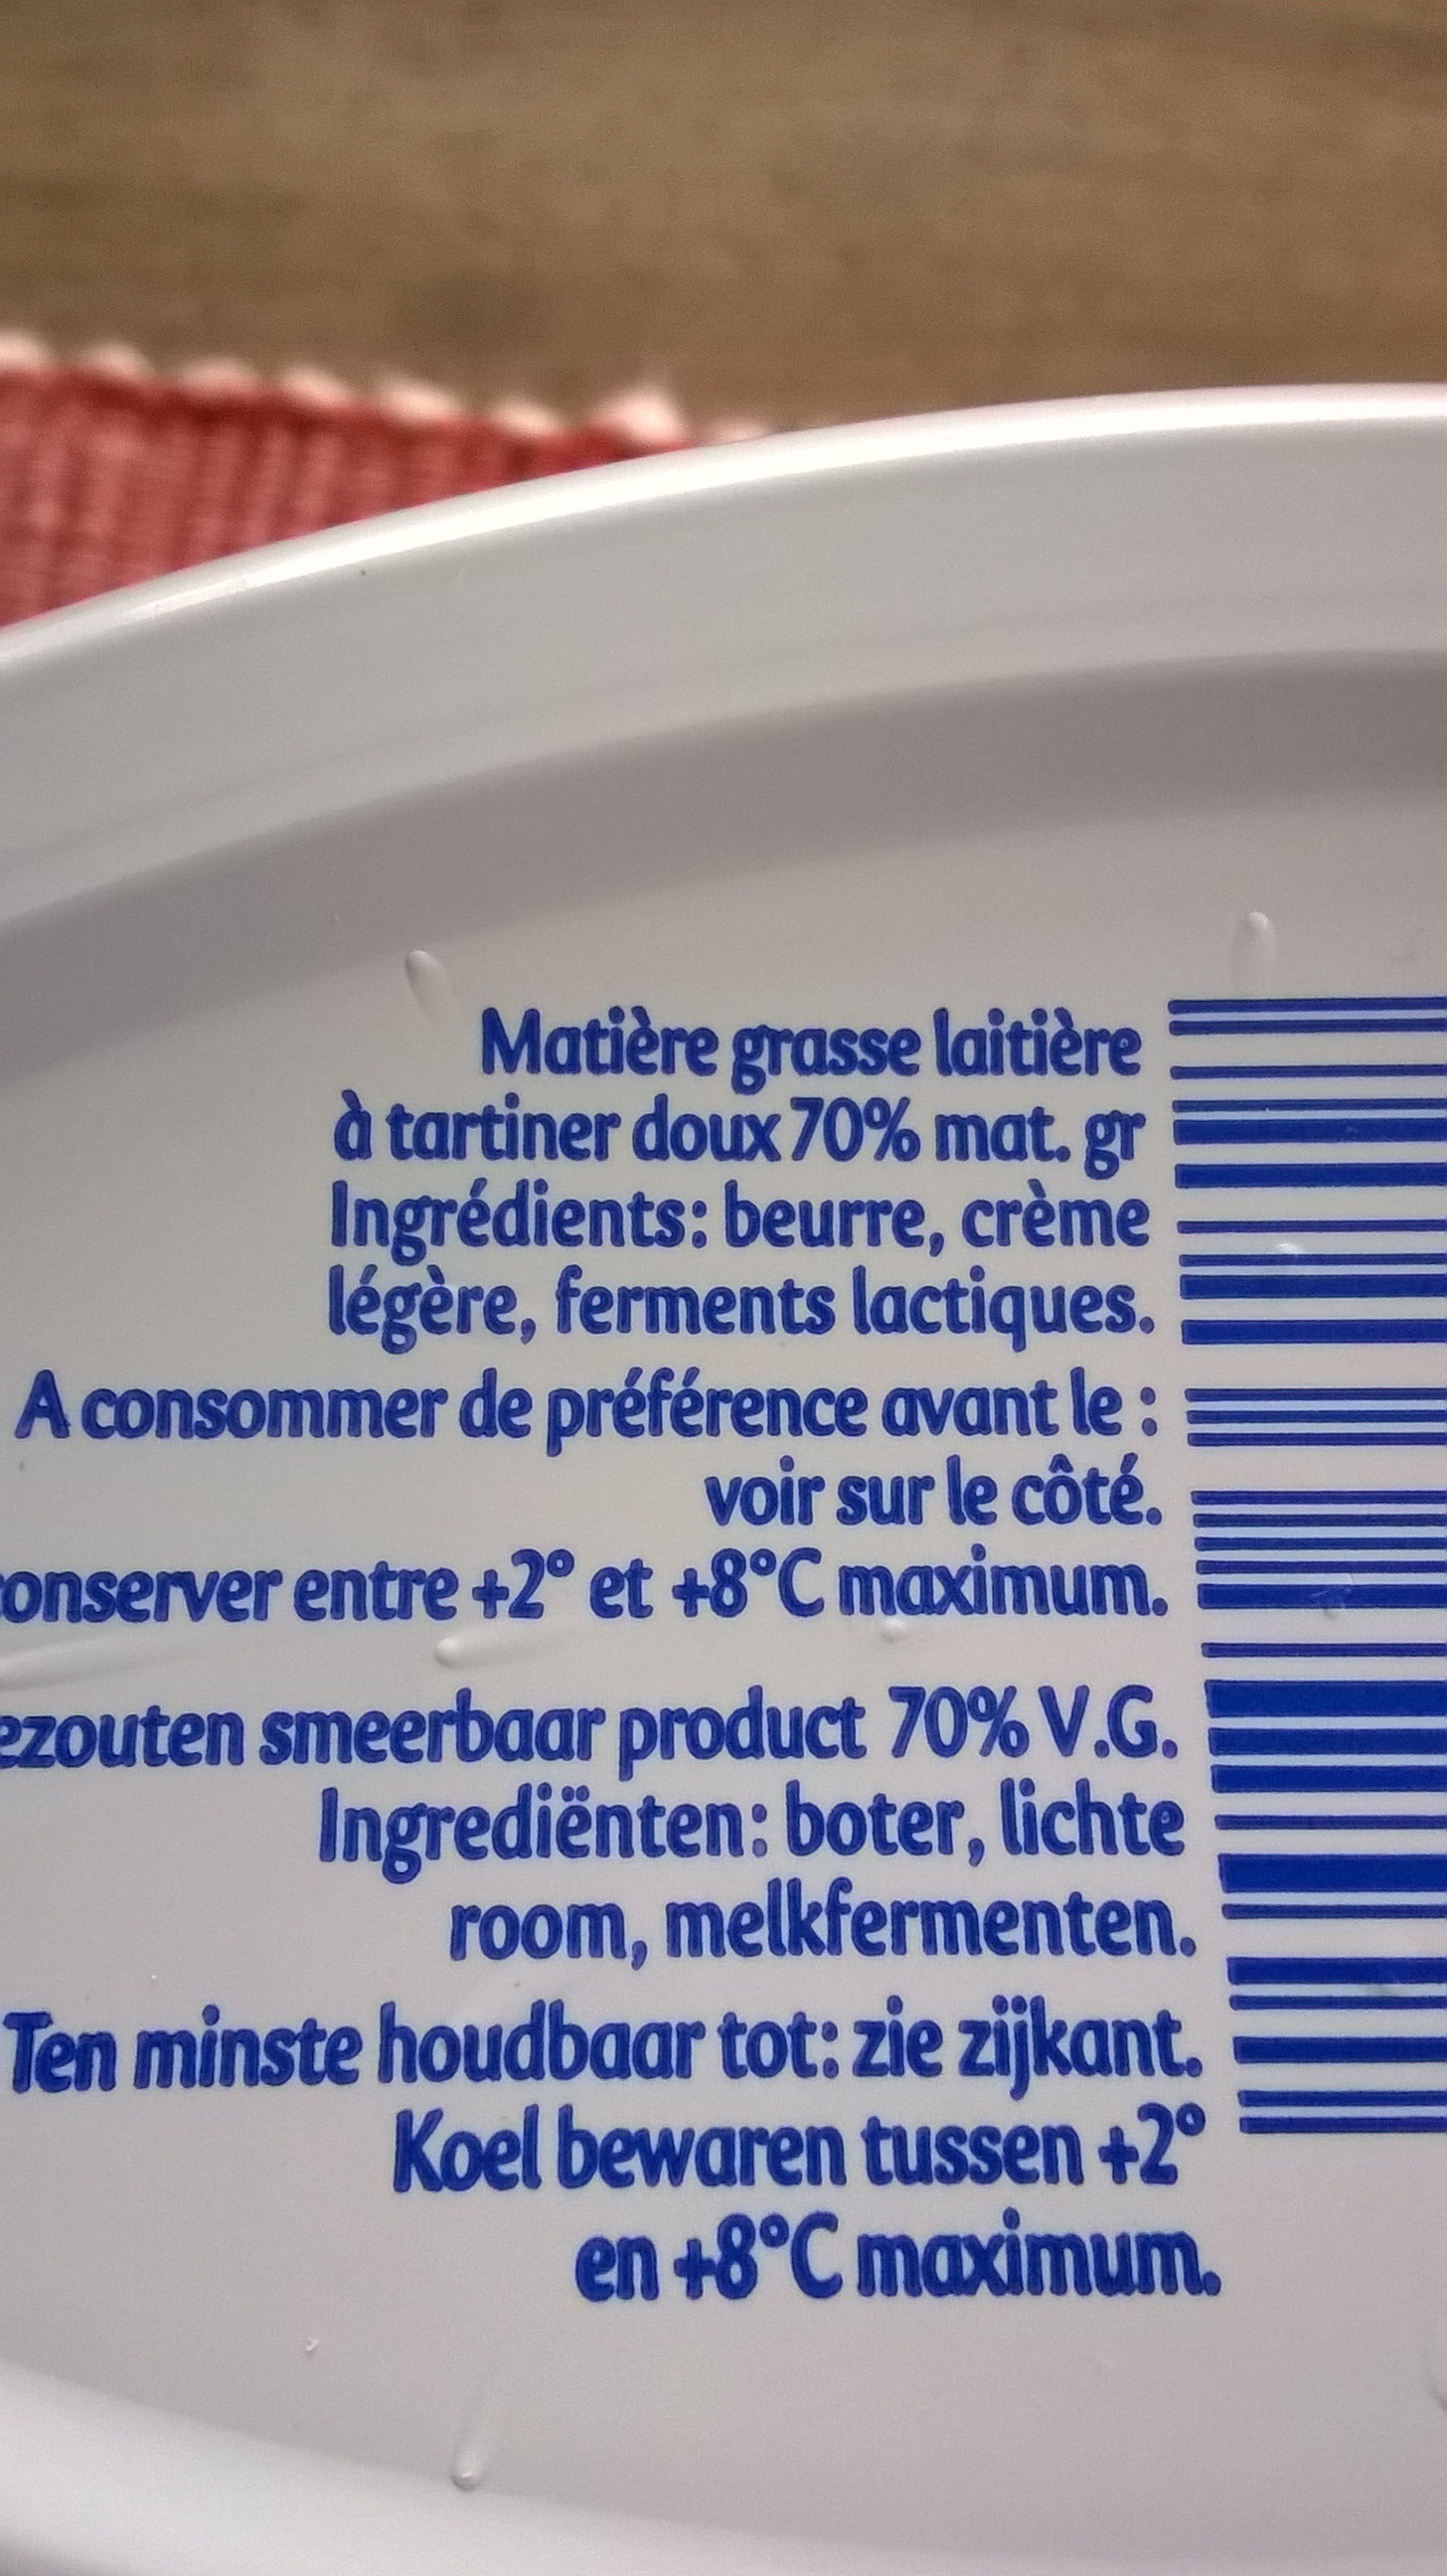 Matière grasse laitière
à tartiner doux 70% mat. gr
Ingrédients: beurre, crème
légère, ferments lactiques.
A consommer de préférence avant le :
voir sur le côté.
onserver entre +2° et +8°C maximum.
ezouten smeerbaar product 70% V.G.
Ingrediënten: boter, lichte
room, melkfermenten.
Ten minste houdbaar tot: zie zijkant.
Koel bewaren tussen +2°
en +8°C maximum.